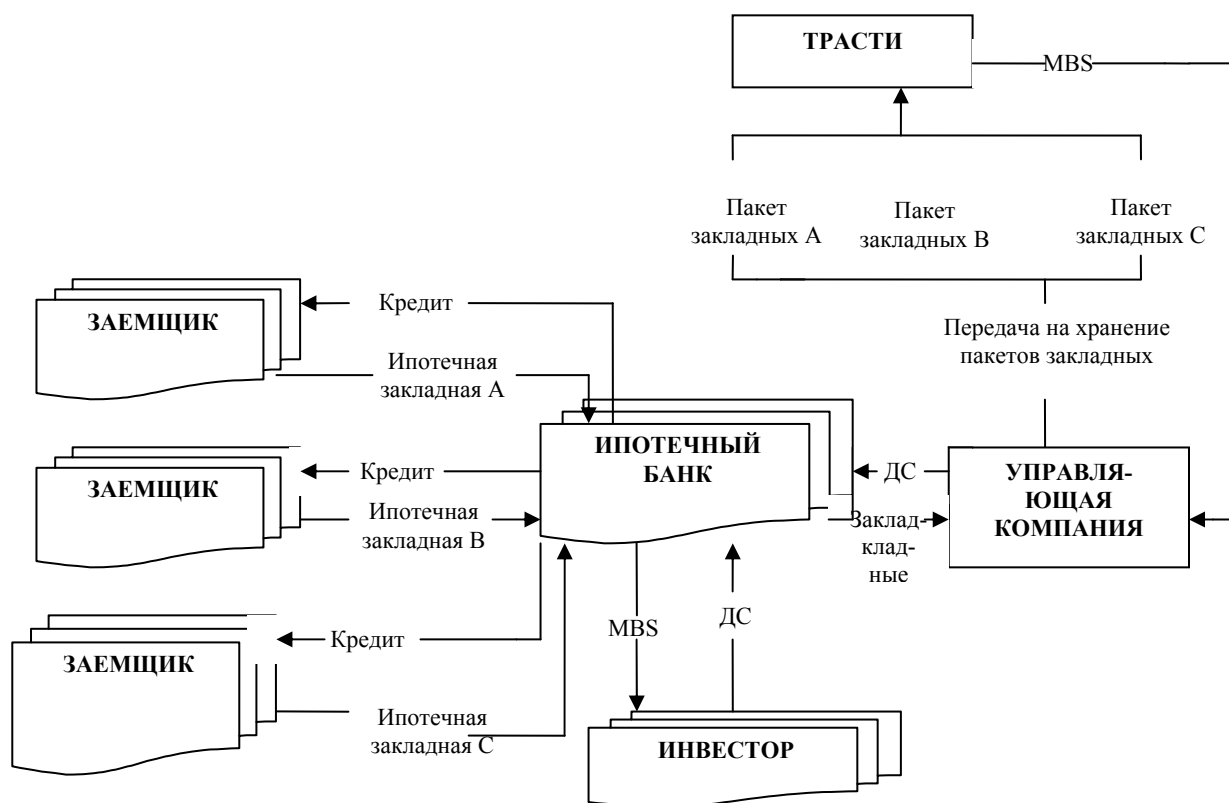 ТРАСТИ
MBS
Пакет
закладных А
Пакет
закладных В
Пакет
закладных С
Передача на хранение
пакетов закладных
ЗАЕМЩИК
Кредит
Ипотечная
закладная А
ЗАЕМЩИК
Кредит
Ипотечная
закладная В
ЗАЕМЩИК
Кредит
Ипотечная
закладная С
ИПОТЕЧНЫЙ
БАНК
ДС
Заклад-
клад-
ные
УПРАВЛЯ-
ЮЩАЯ
КОМПАНИЯ
MBS
ДС
ИНВЕСТОР